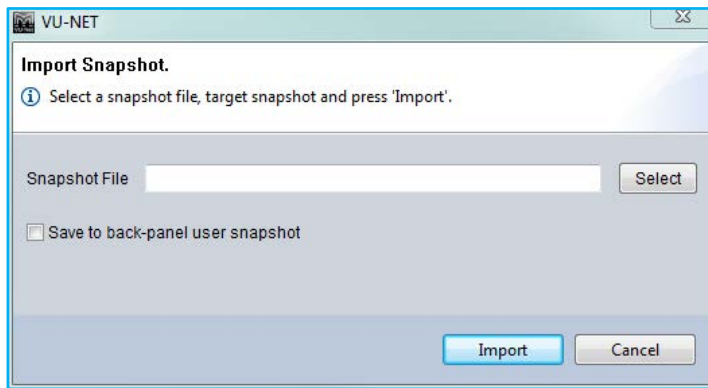 VU-NET
Import Snapshot.
Select a snapshot file, target snapshot and press 'Import'.
Snapshot File
Select
Save to back-panel user snapshot
Import
Cancel